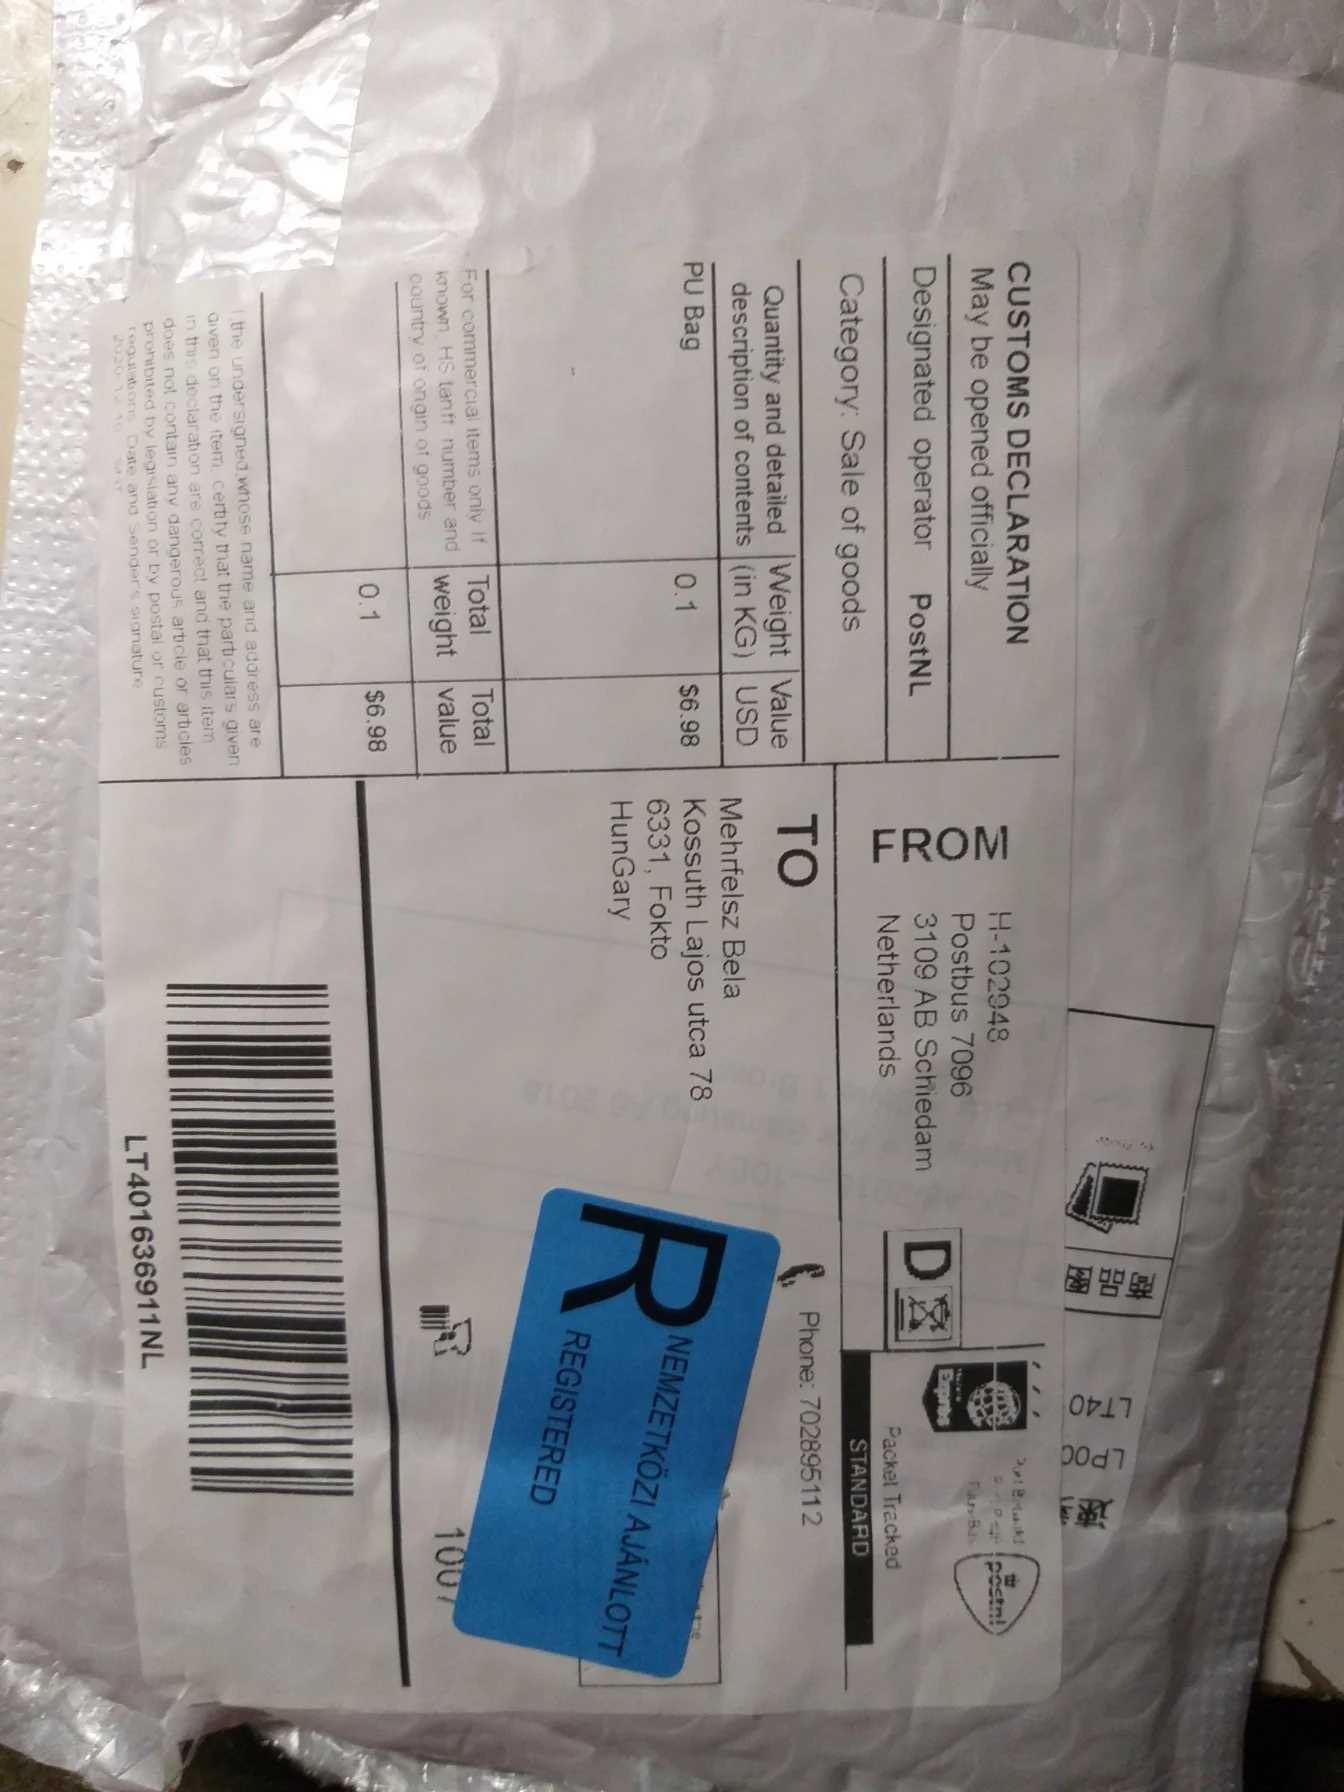 CUSTOMS DECLARATION
May be opened officially
Designated operator PostNL
Category: Sale of goods
Quantity and detailed description of contents
Weight (in KG)
Value USD
PU Bag 0.1 $6.98
For commercial items only if
known, HS tariff number and
country of origin of goods
Total weight
Total value
0.1 $6.98
I the undersigned,whose name and address are
given on the item, certify that the particulars given
in this declaration are correct and that this item
does not contain any dangerous article or articles
prohibited by legislation or by postal or customs
regulations. Date and Sender's signature
FROM
H-102948
Postbus 7096
3109 AB Schiedam
Netherlands
D
Express
postnl
Packet Tracked
STANDARD
TO
Phone: 702895112
Mehrfelsz Bela
Kossuth Lajos utca 78
6331, Fokto
HunGary
R NEMZETKÖZI AJÁNLOTT
REGISTERED
1007
LT401636911NL
LT40
LP00